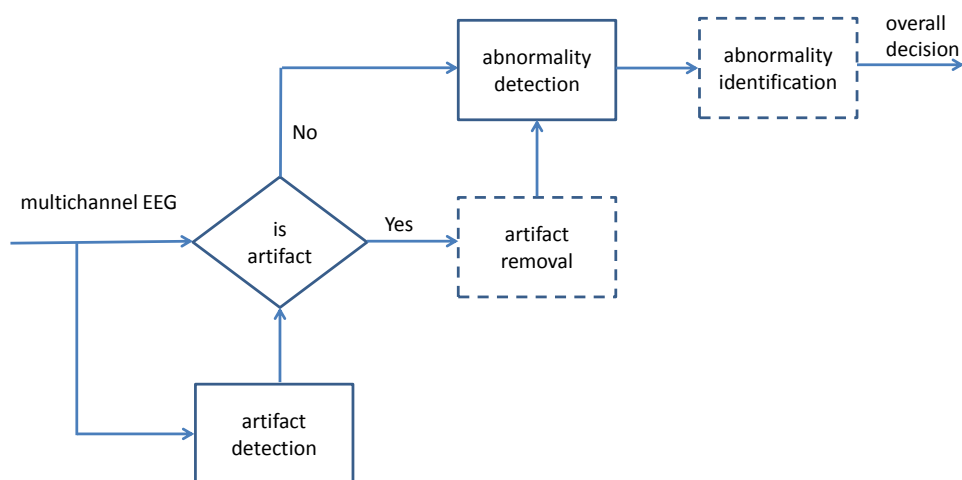 overall
decision
abnormality
detection
abnormality
identification
No
multichannel EEG
is
artifact
Yes
artifact
removal
artifact
detection